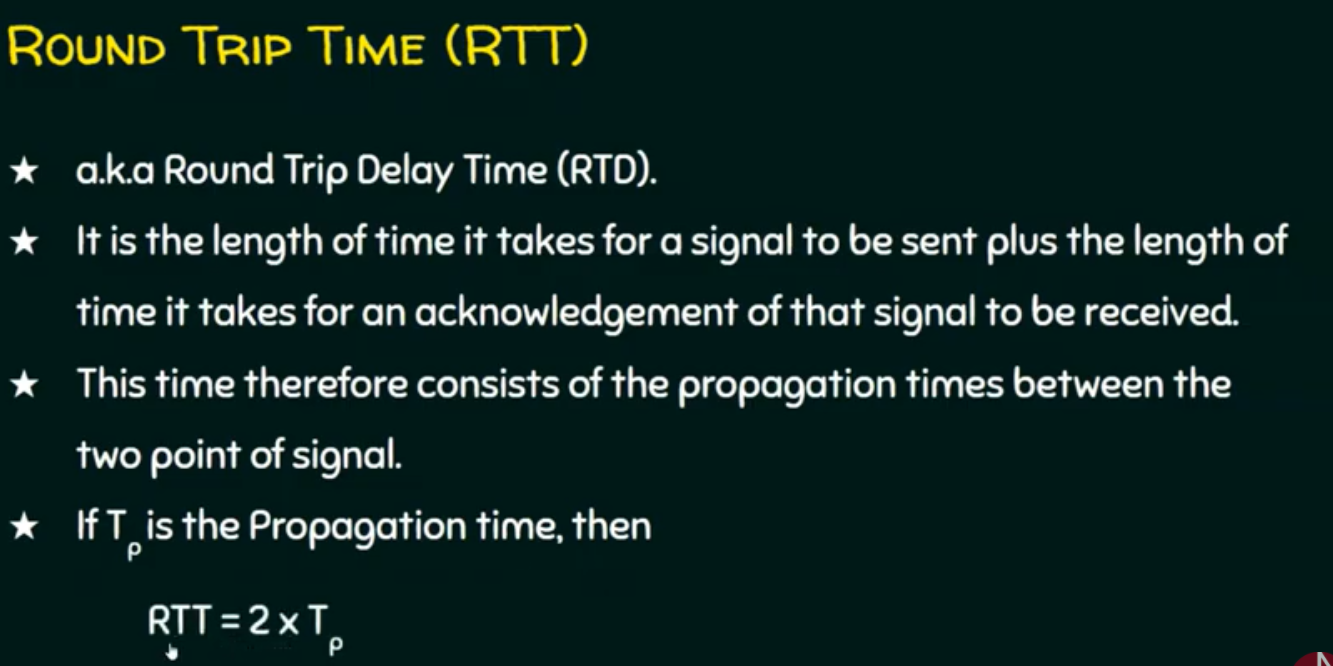 ROUND TRIP TIME (RTT)
★ a.k.a Round Trip Delay Time (RTD).
★ It is the length of time it takes for a signal to be sent plus the length of
time it takes for an acknowledgement of that signal to be received.
★ This time therefore consists of the propagation times between the
two point of signal.
★ If Tₚ is the Propagation time, then
RTT = 2 x Tₚ